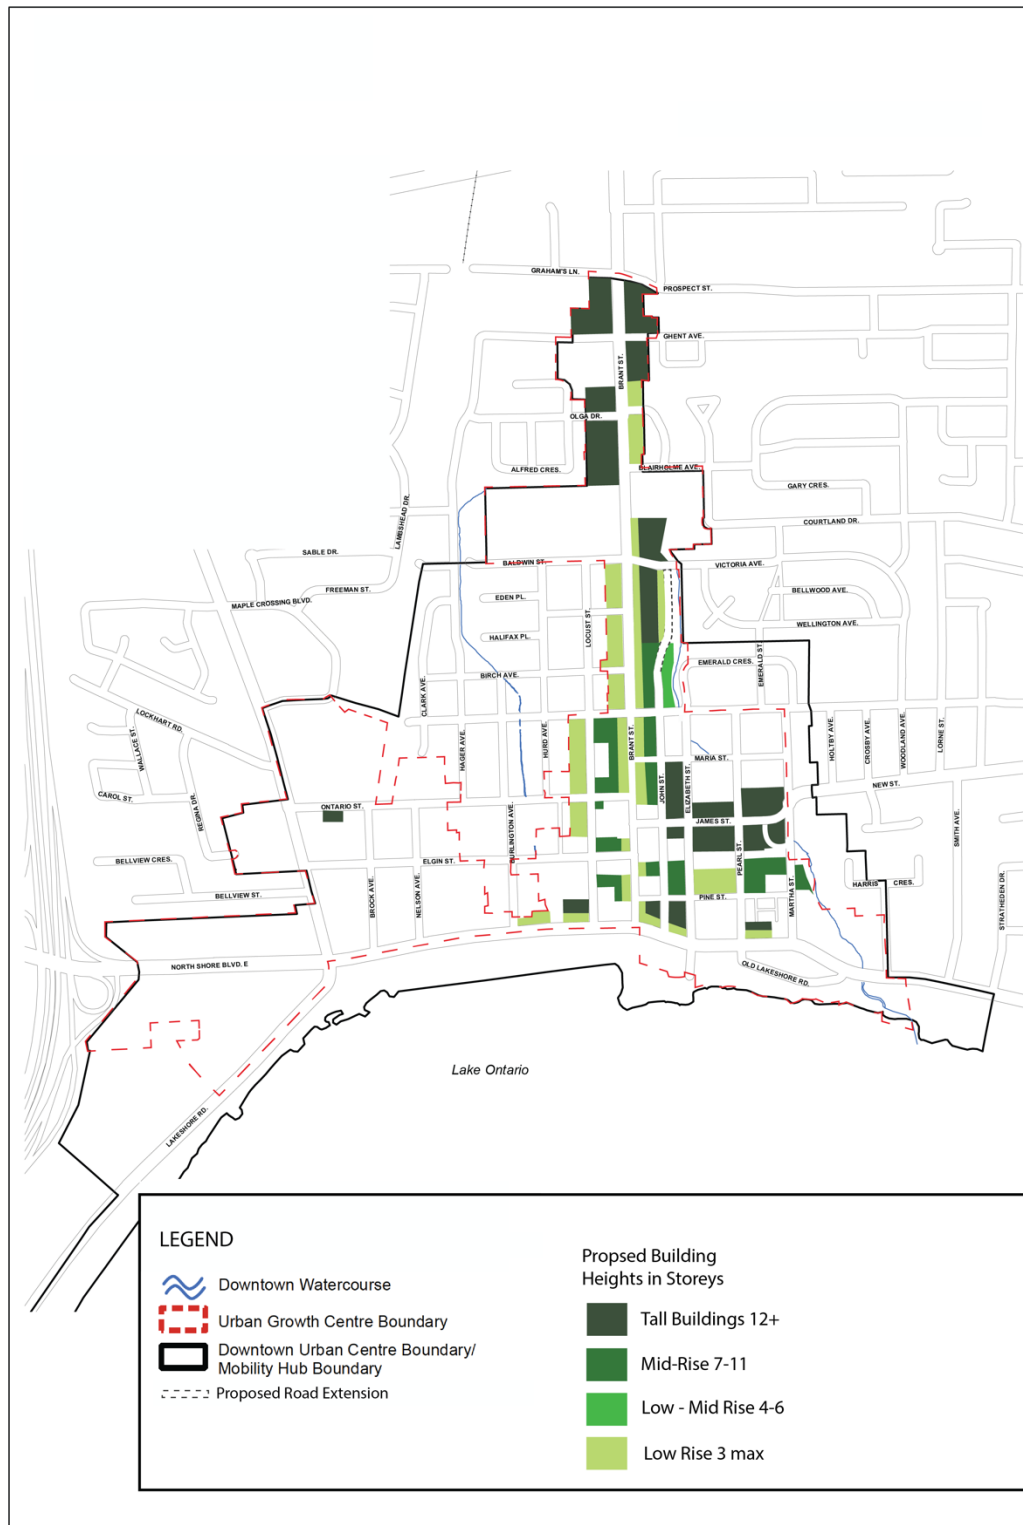 GRAHAM'S LN.
PROSPECT ST.
GHENT AVE.
BRANT ST.
OLGA DR.
ALFRED CRES.
BLAIRHOLME AVE.
GARY CRES.
LAMBSHEAD DR.
COURTLAND DR.
SABLE DR.
BALDWIN ST.
VICTORIA AVE.
FREEMAN ST.
BELLWOOD AVE.
MAPLE CROSSING BLVD.
EDEN PL.
LOCUST ST.
WELLINGTON AVE.
HALIFAX PL.
EMERALD CRES.
EMERALD ST.
BIRCH AVE.
CLARK AVE.
LOCKHART RD.
WALLACE ST.
HAGER AVE.
HURD AVE.
BRANT ST.
MARIA ST.
HOLTBY AVE.
CROSBY AVE.
WOODLAND AVE.
LORNE ST.
CAROL ST.
REGINA DR.
JOHN ST.
ELIZABETH ST.
NEW ST.
ONTARIO ST.
BURLINGTON AVE.
JAMES ST.
PEARL ST.
SMITH AVE.
BELLVIEW CRES.
ELGIN ST.
BROCK AVE.
NELSON AVE.
PINE ST.
MARTHA ST.
HARRIS CRES.
STRATHEDEN DR.
BELLVIEW ST.
NORTH SHORE BLVD. E
OLD LAKESHORE RD.
Lake Ontario
LAKESHORE RD.
LEGEND
Downtown Watercourse
Urban Growth Centre Boundary
Downtown Urban Centre Boundary/
Mobility Hub Boundary
Proposed Road Extension
Propsed Building
Heights in Storeys
Tall Buildings 12+
Mid-Rise 7-11
Low - Mid Rise 4-6
Low Rise 3 max